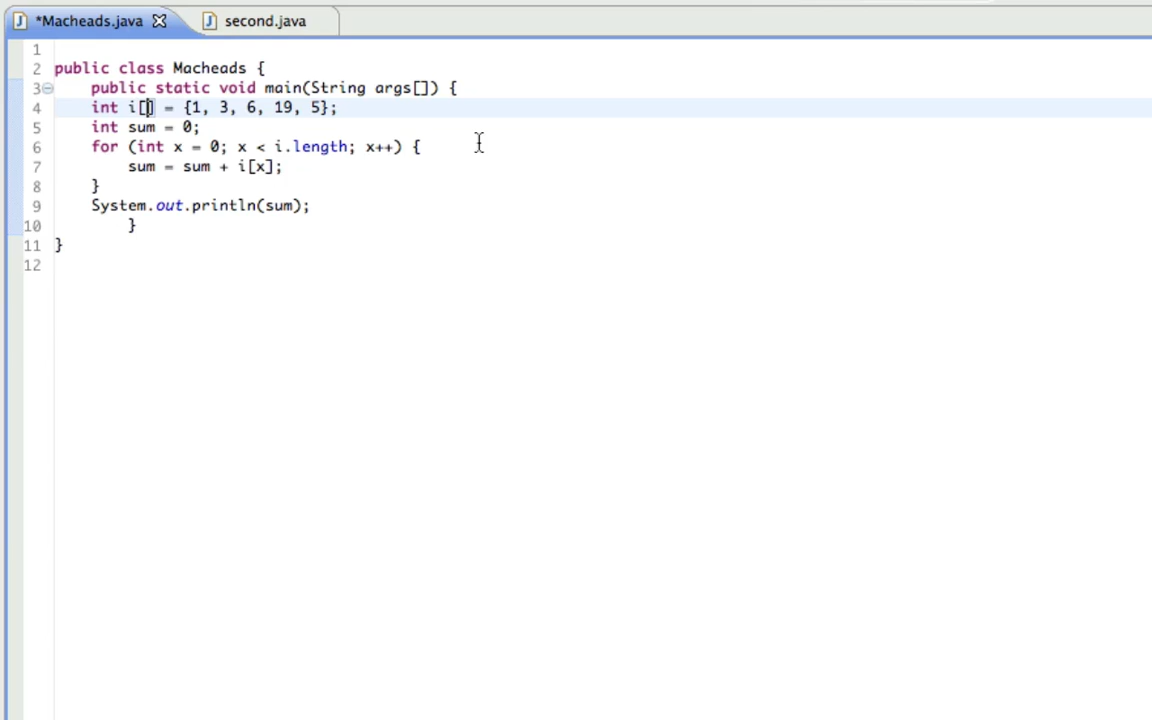 *Macheads.java second.java
1
2 public class Macheads {
3 public static void main(String args[]) {
4 int i[] = {1, 3, 6, 19, 5};
5 int sum = 0;
6 for (int x = 0; x < i.length; x++) {
7 sum = sum + i[x];
8 }
9 System.out.println(sum);
10 }
11 }
12